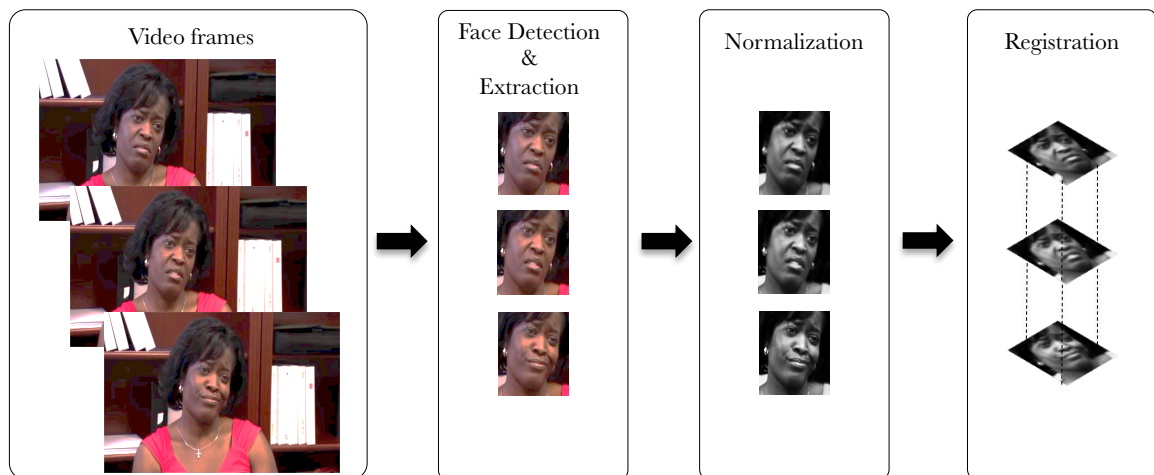 Video frames
Face Detection
&
Extraction
Normalization
Registration